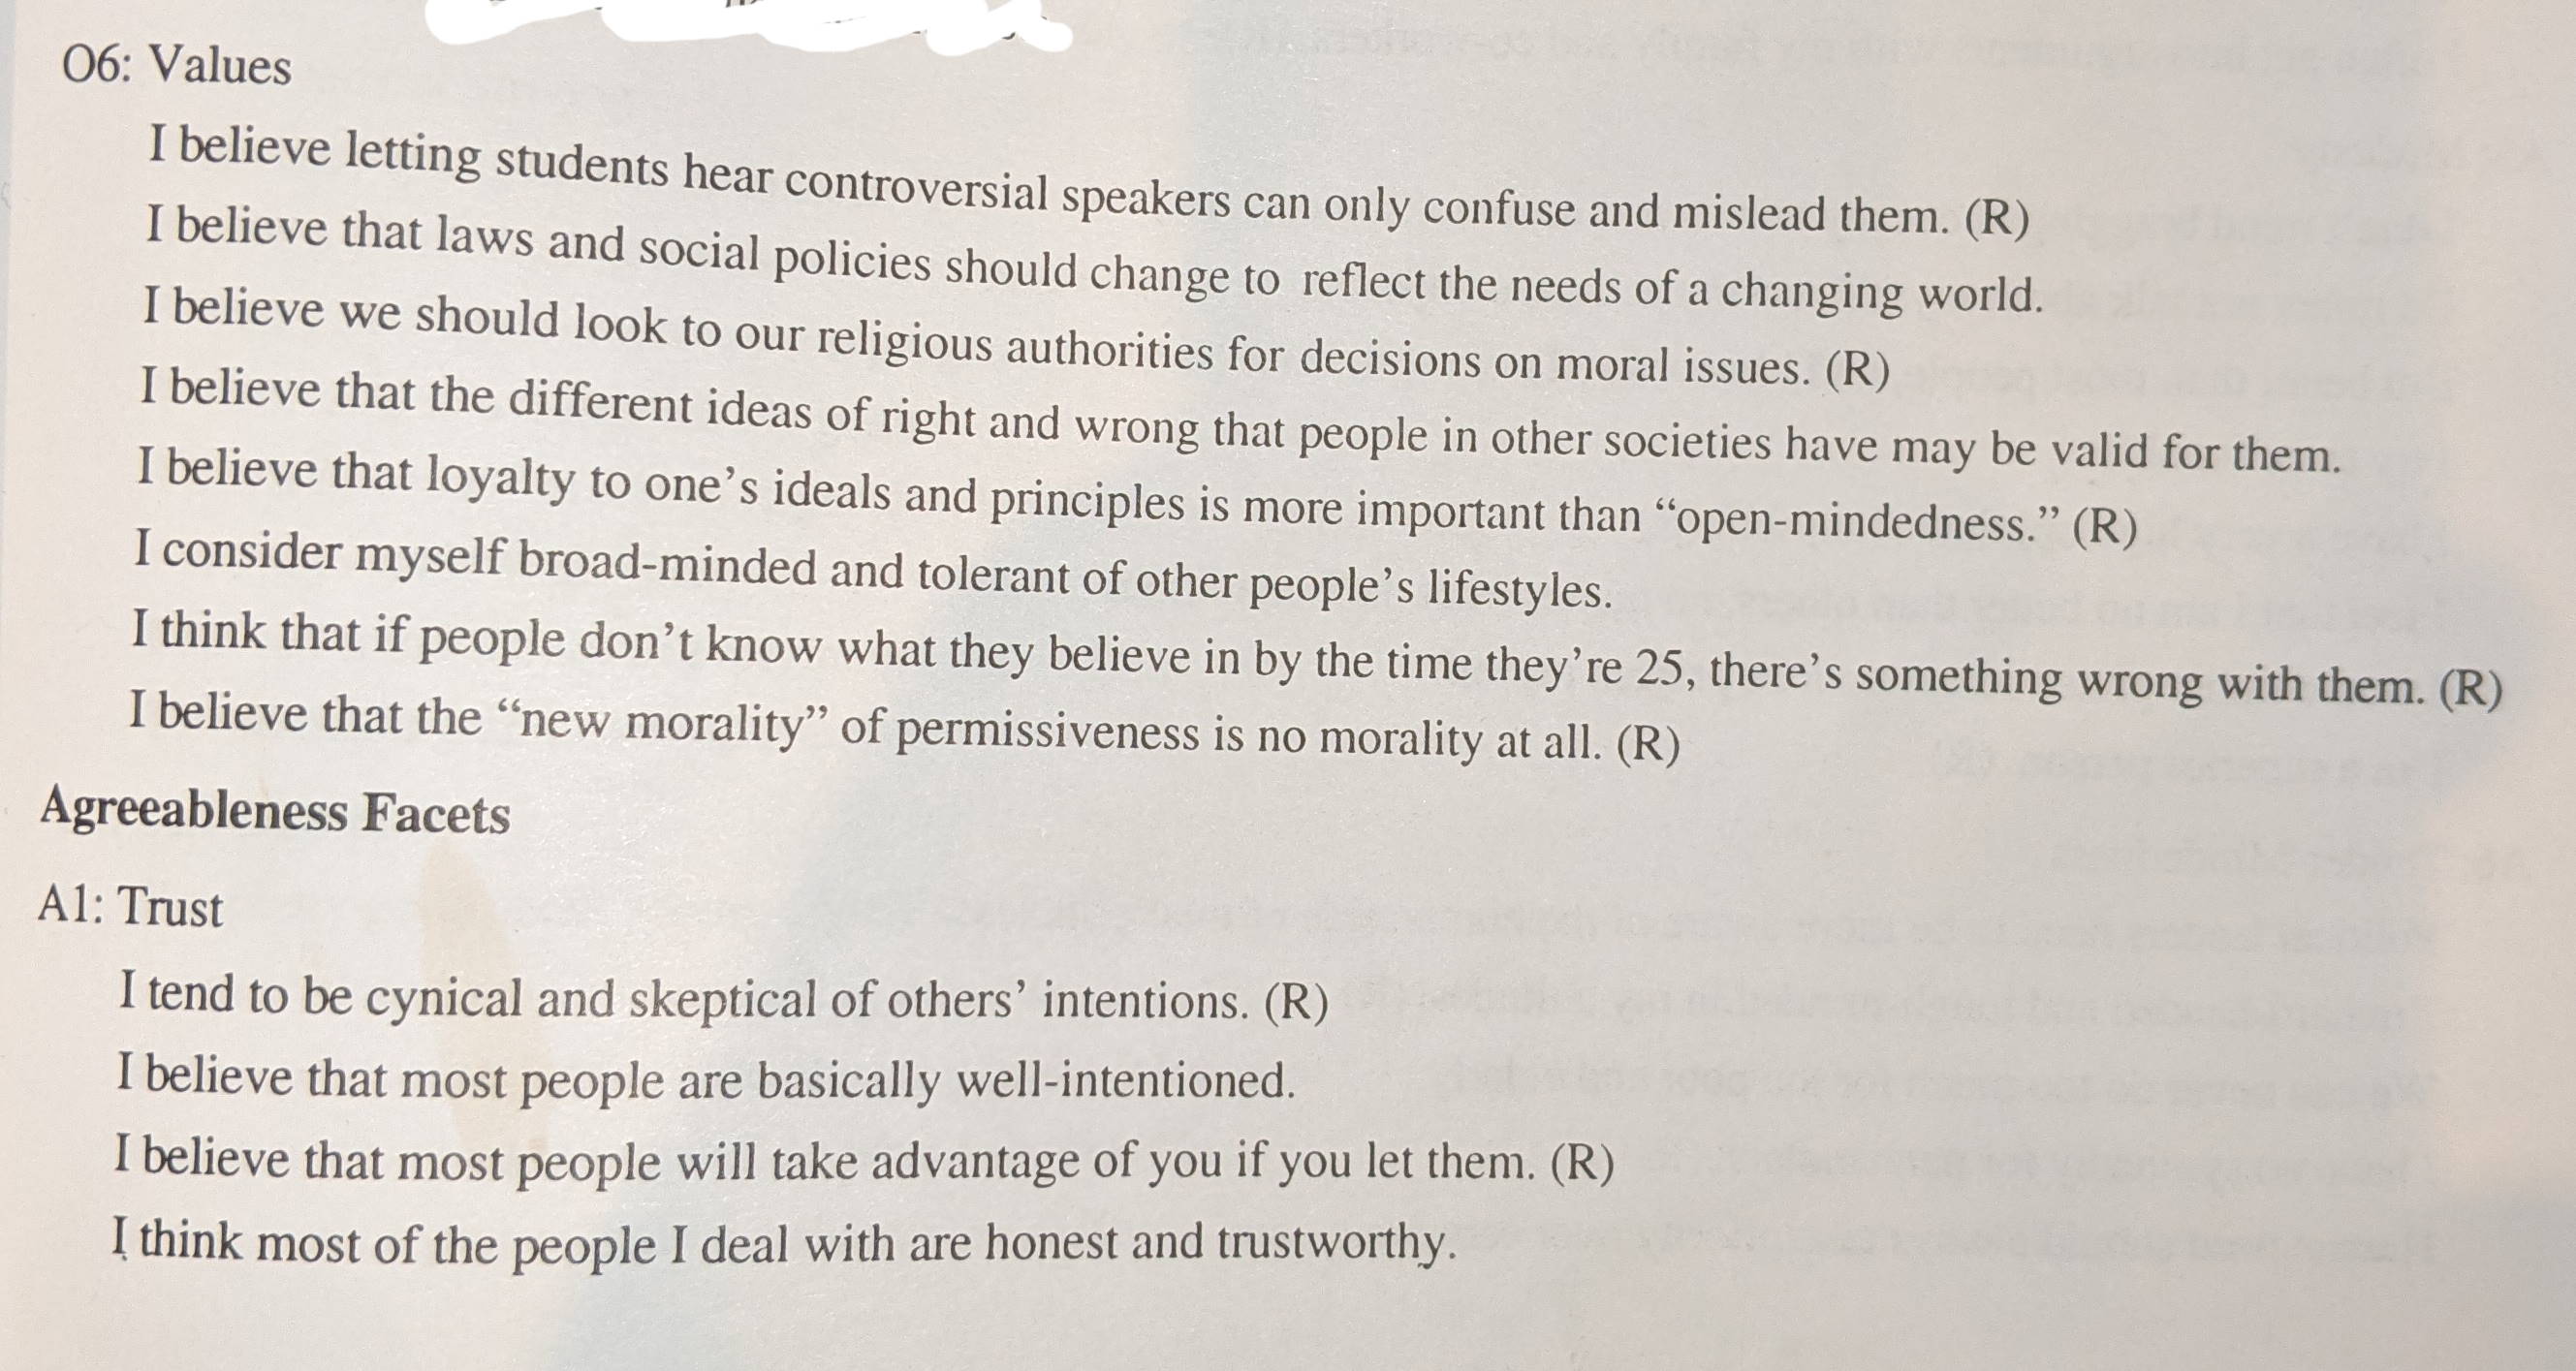 O6: Values
I believe letting students hear controversial speakers can only confuse and mislead them. (R)
I believe that laws and social policies should change to reflect the needs of a changing world.
I believe we should look to our religious authorities for decisions on moral issues. (R)
I believe that the different ideas of right and wrong that people in other societies have may be valid for them.
I believe that loyalty to one’s ideals and principles is more important than “open-mindedness.” (R)
I consider myself broad-minded and tolerant of other people’s lifestyles.
I think that if people don’t know what they believe in by the time they’re 25, there’s something wrong with them. (R)
I believe that the “new morality” of permissiveness is no morality at all. (R)
Agreeableness Facets
A1: Trust
I tend to be cynical and skeptical of others’ intentions. (R)
I believe that most people are basically well-intentioned.
I believe that most people will take advantage of you if you let them. (R)
I think most of the people I deal with are honest and trustworthy.